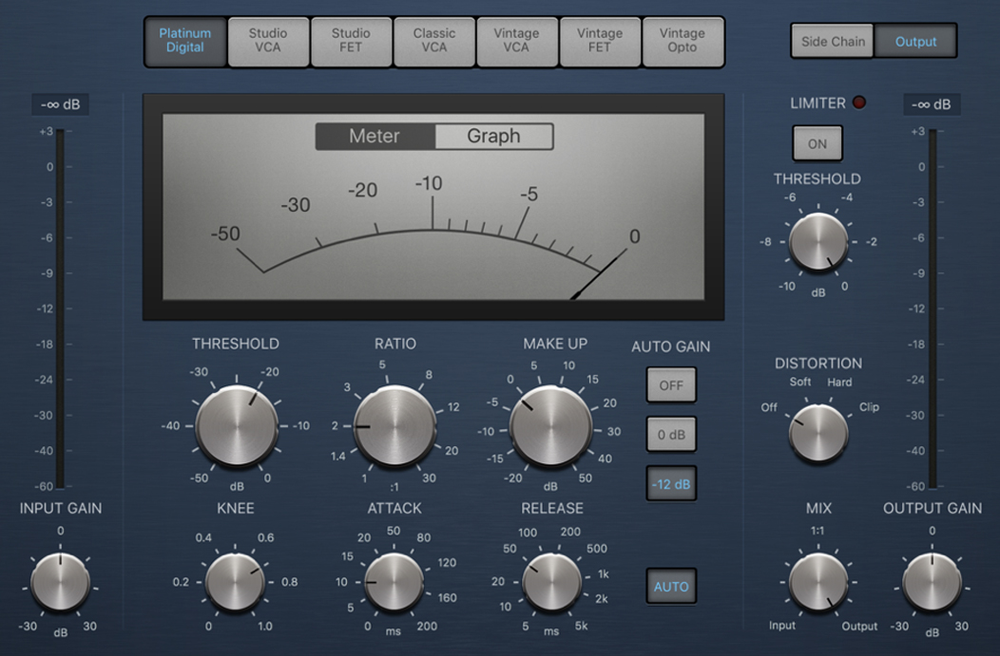 Platinum
Digital
Studio
VCA
Studio
FET
Classic
VCA
Vintage
VCA
Vintage
FET
Vintage
Opto
Side Chain
Output
-∞ dB
+3
0
-3
-6
-9
-12
-18
-24
-30
-40
-60
INPUT GAIN
0
-30
dB
30
Meter
Graph
-50
-30
-20
-10
-5
0
THRESHOLD
-30
-20
-40
-10
-50
dB
0
RATIO
5
3
8
2
12
1.4
20
1
:1
30
MAKE UP
5
10
0
15
-5
20
-10
30
-15
40
-20
dB
50
AUTO GAIN
OFF
0 dB
-12 dB
KNEE
0.4
0.6
0.2
0.8
0
1.0
ATTACK
50
20
80
15
120
10
160
5
0
ms
200
RELEASE
100
200
50
500
20
1k
10
2k
5
ms
5k
AUTO
LIMITER
ON
THRESHOLD
-6
-4
-8
-2
-10
dB
0
DISTORTION
Soft
Hard
Off
Clip
MIX
1:1
Input
Output
-∞ dB
+3
0
-3
-6
-9
-12
-18
-24
-30
-40
-60
OUTPUT GAIN
0
-30
dB
30